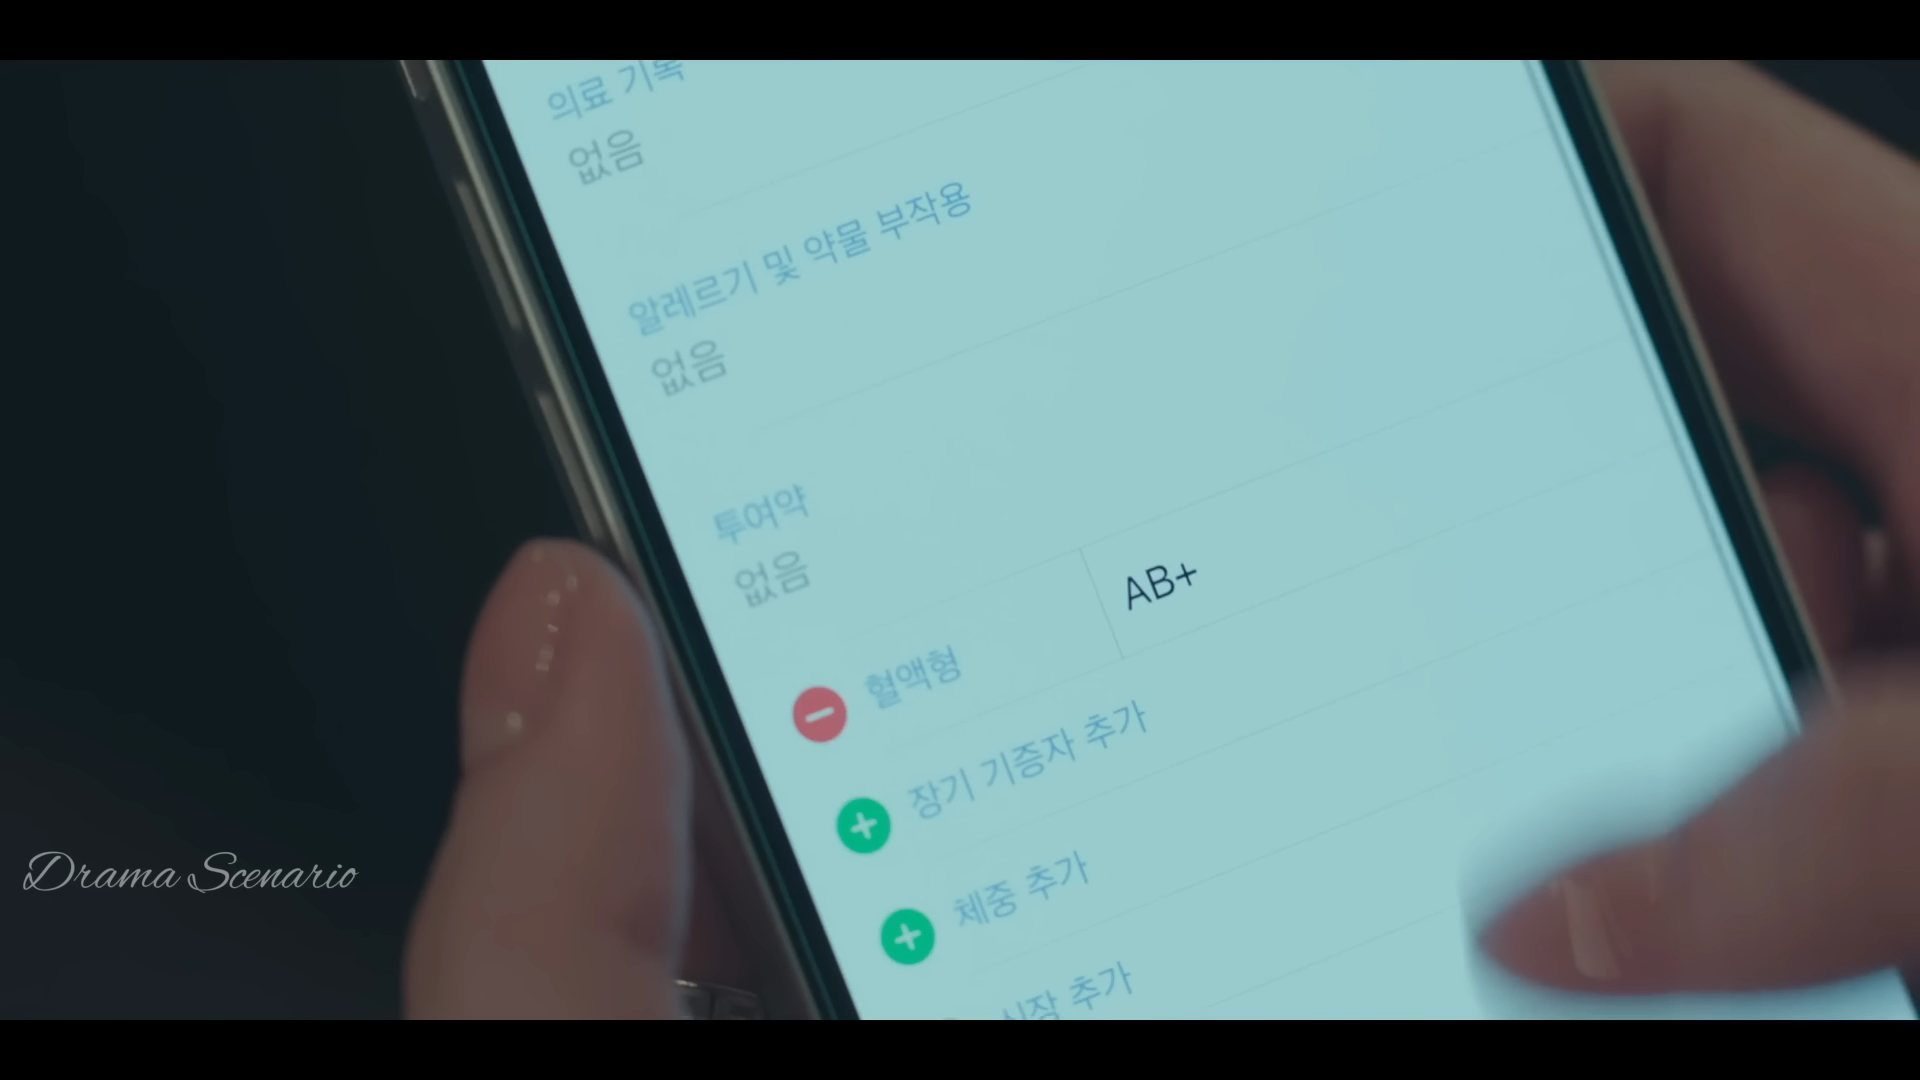 의료 기록
없음
알레르기 및 약물 부작용
없음
투여약
없음
혈액형
AB+
장기 기증자 추가
체중 추가
신장 추가
Drama Scenario